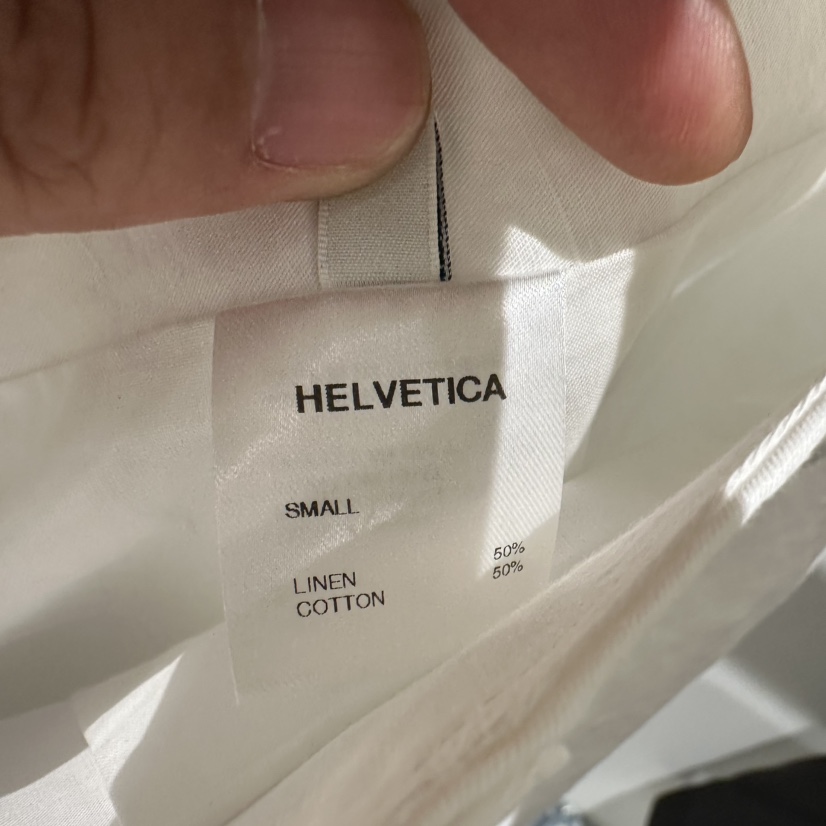 HELVETICA
SMALL
LINEN 50%
COTTON 50%